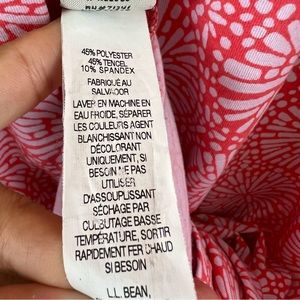 45% POLYESTER
45% TENCEL
10% SPANDEX
FABRIQUÉ AU
SALVADOR
LAVER EN MACHINE EN
EAU FROIDE, SÉPARER
LES COULEURS AGENT
BLANCHISSANT NON
DÉCOLORANT
UNIQUEMENT, SI
BESOIN NE PAS
UTILISER
D'ASSOUPLISSANT
SÉCHAGE PAR
CULBUTAGE BASSE
TEMPÉRATURE, SORTIR
RAPIDEMENT FER CHAUD
SI BESOIN
L.L. BEAN,